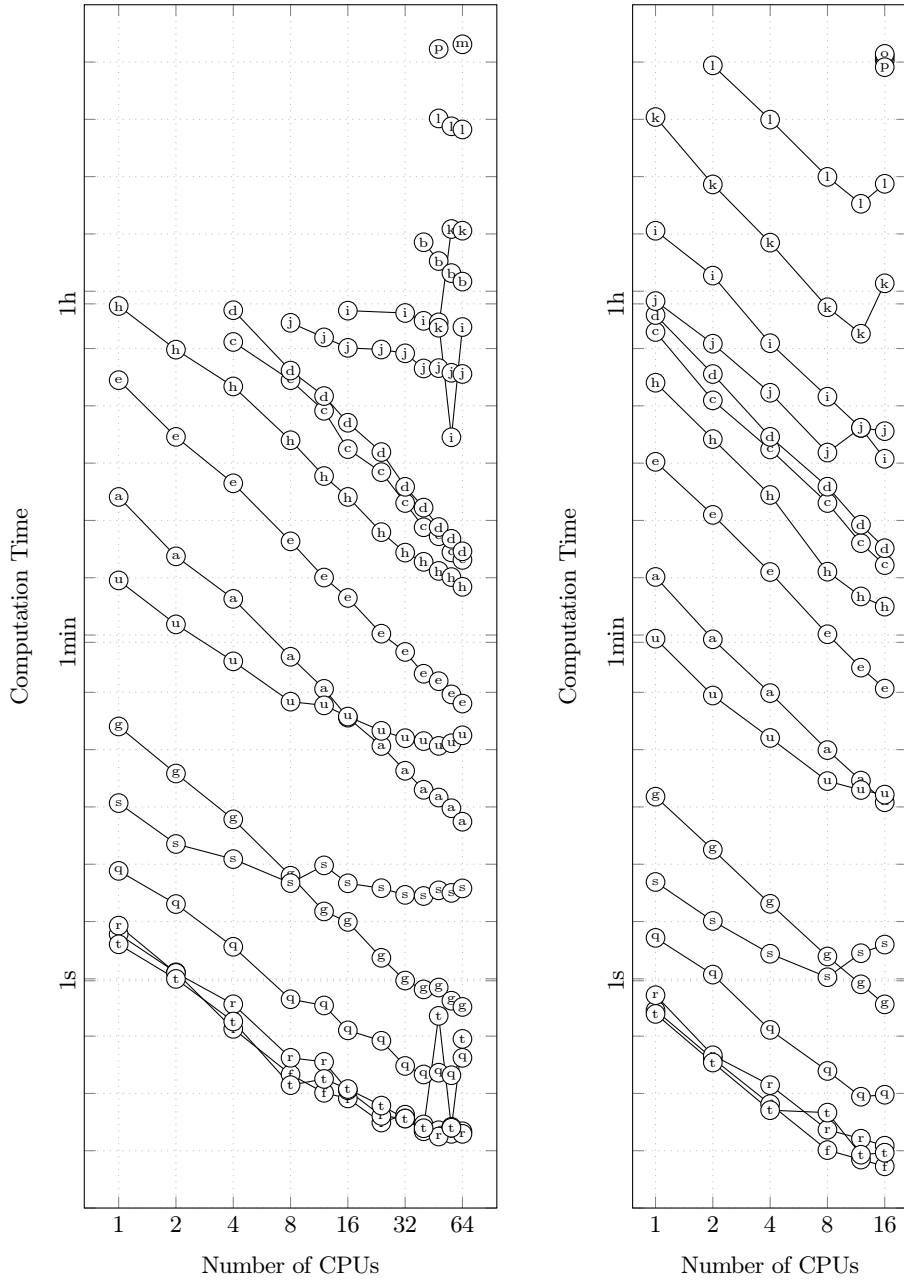 Computation Time
1h
1min
1s
1 2 4 8 16 32 64
Number of CPUs
p m
l l l
b b b b
k k k
i i i i i
j j j j j j j j
d d d d d d d d d d
c c c c c c
h h h h h h h h h h h
e e e e e e e e e e e
a a a a a a a a a a
u u u u u u u u u u u
g g g g g g g g g g g
s s s s s s s s s s s
q q q q q q q q q q
r r r r r r
t t t t t t t t t t
f f
Computation Time
1h
1min
1s
1 2 4 8 16
Number of CPUs
o
p
l l l l l
k k k k k k
i i i i i
j j j j j j
d d d d d d
c c c c c c
h h h h h h
e e e e e e
a a a a a
u u u u u u
g g g g g g
s s s s s s
q q q q q q
r r r r
t t t t t t
f f